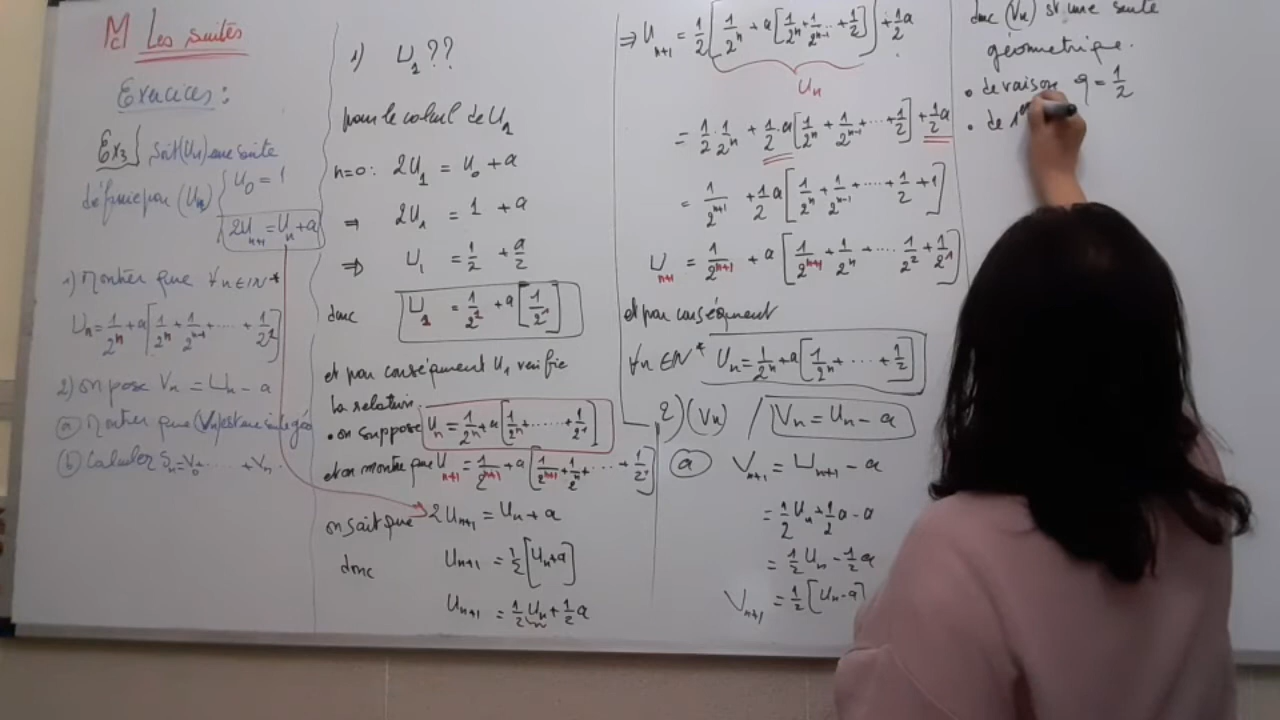 Mc Les suites
Exercices :
Ex3 soit (Un) une suite
définie par (Un) { U0 = 1
2Un+1 = Un + a
1) Montrer que ∀n∈IN*
Un = 1/2^n + a[1/2^n + 1/2^(n-1) + ... + 1/2^1]
2) on pose Vn = Un - a
a) Montrer que (Vn) est une suite géo
b) Calculer Sn = V0 + ... + Vn.
1) U1 ??
pour le calcul de U1
n=0 : 2U1 = U0 + a
⇒ 2U1 = 1 + a
⇒ U1 = 1/2 + a/2
donc U1 = 1/2^1 + a[1/2^1]
et par conséquent U1 vérifie
la relation.
• on suppose Un = 1/2^n + a[1/2^n + ...... + 1/2^1]
et on montre que Un+1 = 1/2^(n+1) + a[1/2^(n+1) + 1/2^n + ... + 1/2^1]
on sait que 2Un+1 = Un + a
donc Un+1 = 1/2[Un + a]
Un+1 = 1/2 Un + 1/2 a
⇒ Un+1 = 1/2[1/2^n + a[1/2^n + 1/2^(n-1) ... + 1/2]] + 1/2 a
Un
= 1/2 . 1/2^n + 1/2 . a[1/2^n + 1/2^(n-1) + ... + 1/2] + 1/2 a
= 1/2^(n+1) + 1/2 a[1/2^n + 1/2^(n-1) + .... + 1/2 + 1]
Un+1 = 1/2^(n+1) + a[1/2^(n+1) + 1/2^n + .... 1/2^2 + 1/2^1]
et par conséquent
∀n∈IN* Un = 1/2^n + a[1/2^n + ... + 1/2]
2) (Vn) / Vn = Un - a
a) Vn+1 = Un+1 - a
= 1/2 Un + 1/2 a - a
= 1/2 Un - 1/2 a
Vn+1 = 1/2[Un - a]
donc (Vn) st une suite
géometrique.
• de raison q = 1/2
• de 1er